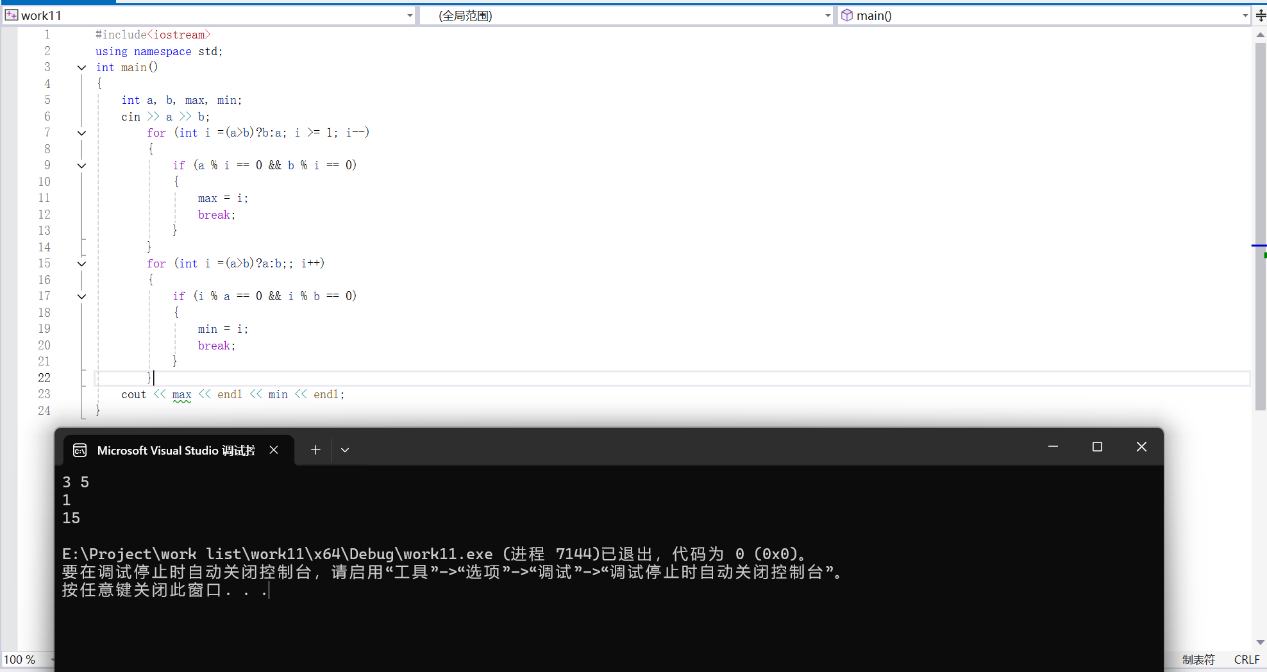 work11 (全局范围) main()
1 #include<iostream>
2 using namespace std;
3 int main()
4 {
5 int a, b, max, min;
6 cin >> a >> b;
7 for (int i =(a>b)?b:a; i >= 1; i--)
8 {
9 if (a % i == 0 && b % i == 0)
10 {
11 max = i;
12 break;
13 }
14 }
15 for (int i =(a>b)?a:b;; i++)
16 {
17 if (i % a == 0 && i % b == 0)
18 {
19 min = i;
20 break;
21 }
22 }
23 cout << max << endl << min << endl;
24 }
Microsoft Visual Studio 调试控
3 5
1
15
E:\Project\work list\work11\x64\Debug\work11.exe (进程 7144)已退出，代码为 0 (0x0)。
要在调试停止时自动关闭控制台，请启用“工具”->“选项”->“调试”->“调试停止时自动关闭控制台”。
按任意键关闭此窗口. . .
100 % 制表符 CRLF